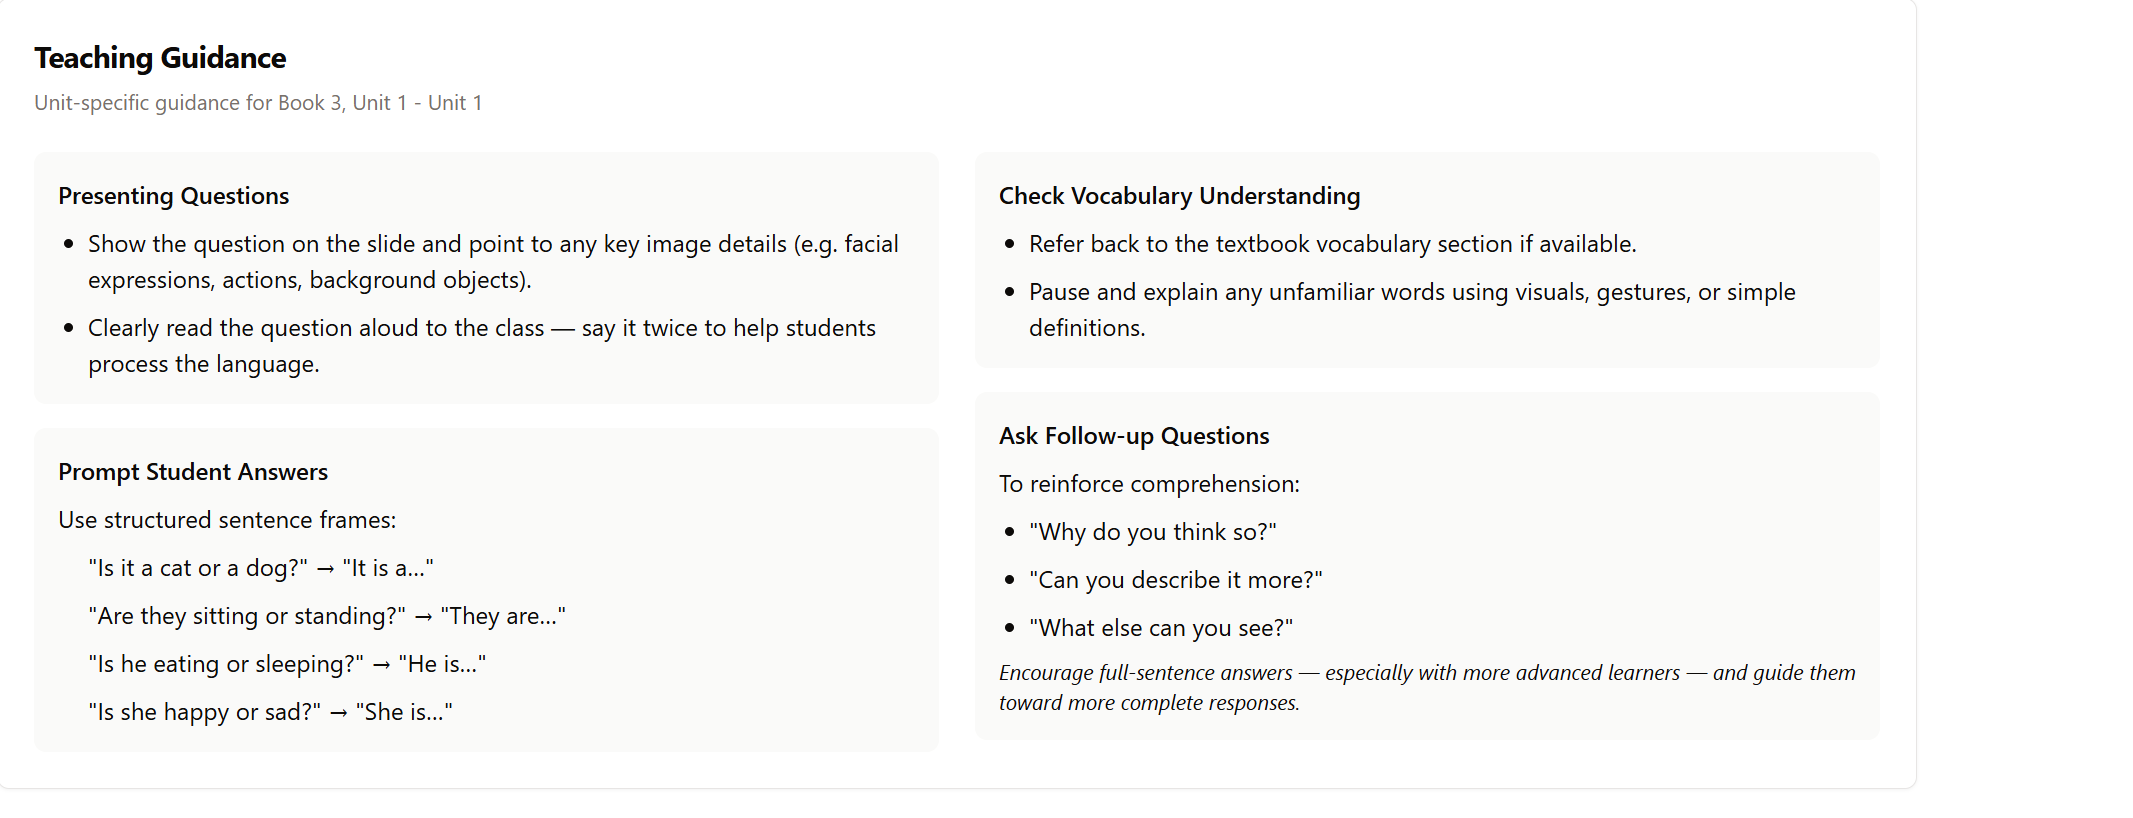 Teaching Guidance
Unit-specific guidance for Book 3, Unit 1 - Unit 1
Presenting Questions
Show the question on the slide and point to any key image details (e.g. facial
expressions, actions, background objects).
Clearly read the question aloud to the class — say it twice to help students
process the language.
Prompt Student Answers
Use structured sentence frames:
"Is it a cat or a dog?" → "It is a..."
"Are they sitting or standing?" → "They are..."
"Is he eating or sleeping?" → "He is..."
"Is she happy or sad?" → "She is..."
Check Vocabulary Understanding
Refer back to the textbook vocabulary section if available.
Pause and explain any unfamiliar words using visuals, gestures, or simple
definitions.
Ask Follow-up Questions
To reinforce comprehension:
"Why do you think so?"
"Can you describe it more?"
"What else can you see?"
Encourage full-sentence answers — especially with more advanced learners — and guide them
toward more complete responses.